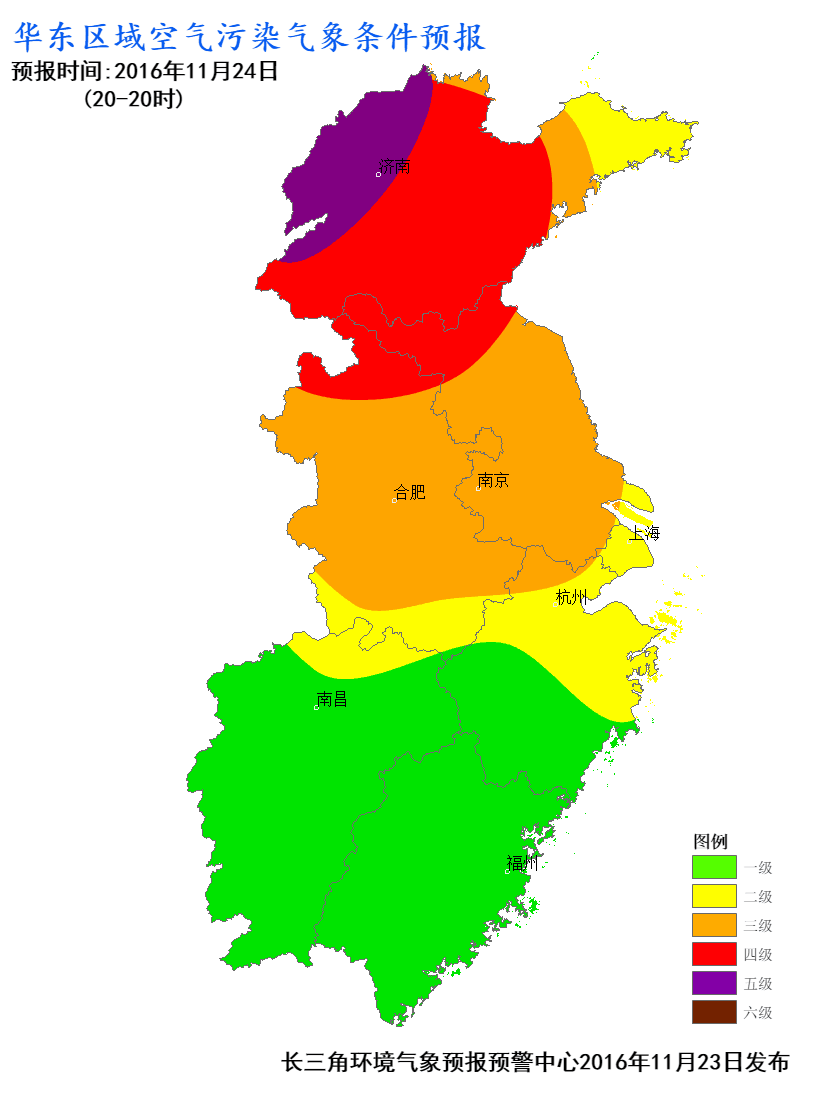 华东区域空气污染气象条件预报
预报时间:2016年11月24日
(20-20时)
济南
南京
合肥
上海
杭州
南昌
福州
图例
一级
二级
三级
四级
五级
六级
长三角环境气象预报预警中心2016年11月23日发布